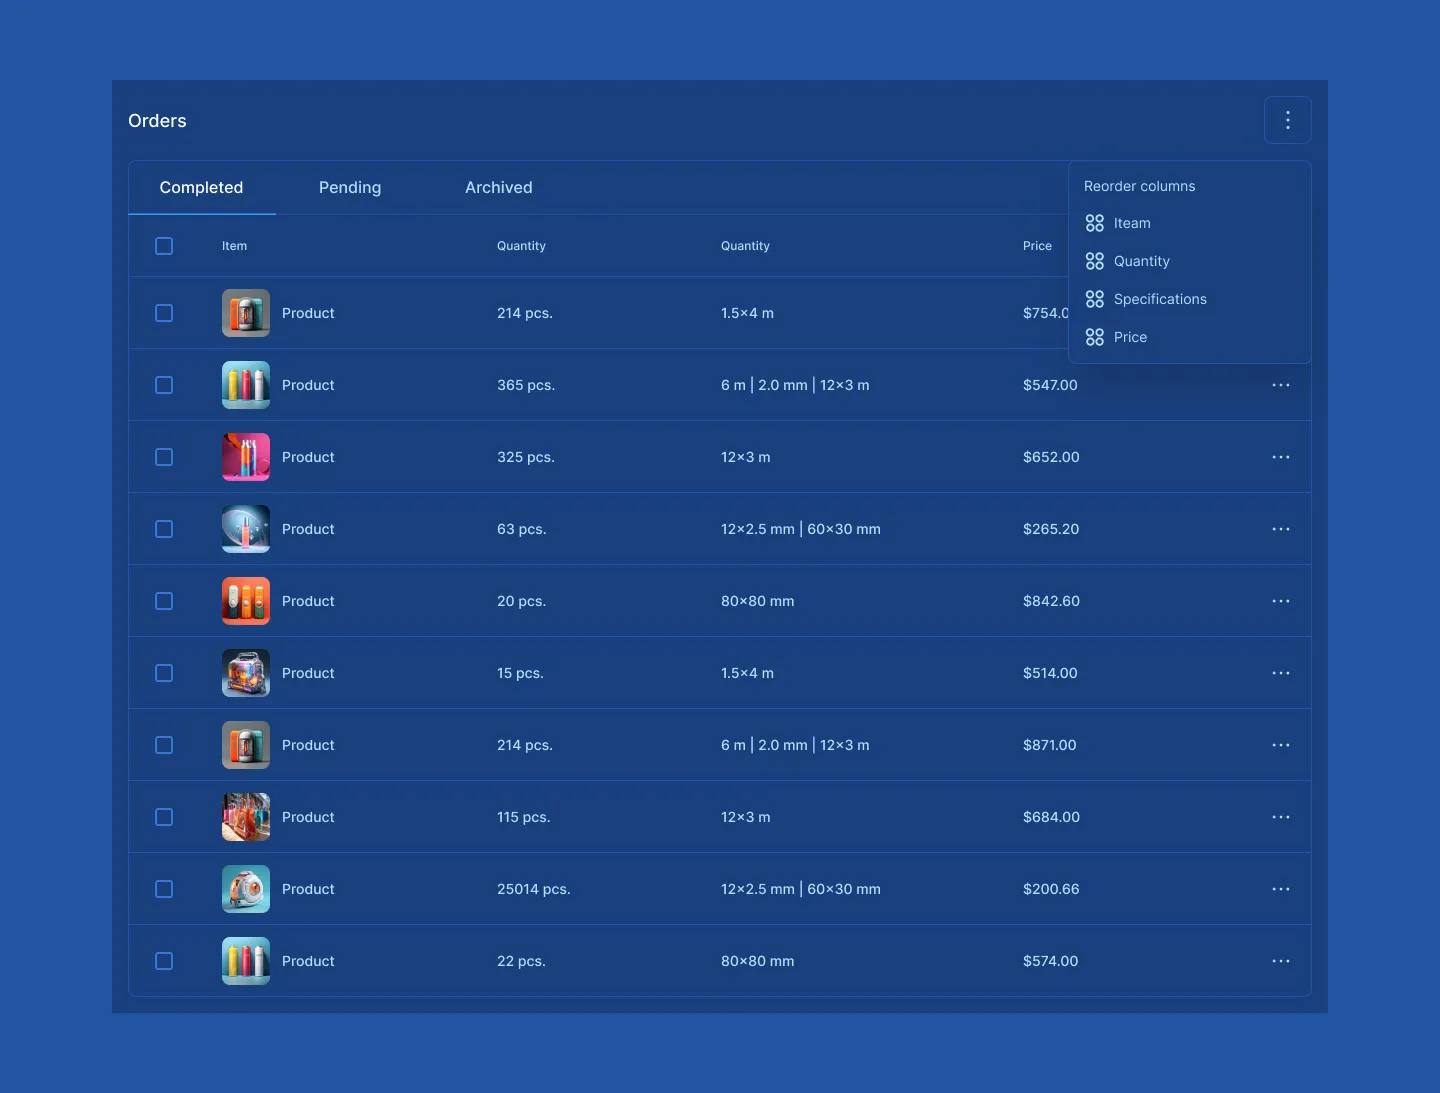 Orders
Completed Pending Archived
Reorder columns
Iteam
Quantity
Specifications
Price
Item Quantity Quantity Price
Product 214 pcs. 1.5×4 m $754.0
Product 365 pcs. 6 m | 2.0 mm | 12×3 m $547.00
Product 325 pcs. 12×3 m $652.00
Product 63 pcs. 12×2.5 mm | 60×30 mm $265.20
Product 20 pcs. 80×80 mm $842.60
Product 15 pcs. 1.5×4 m $514.00
Product 214 pcs. 6 m | 2.0 mm | 12×3 m $871.00
Product 115 pcs. 12×3 m $684.00
Product 25014 pcs. 12×2.5 mm | 60×30 mm $200.66
Product 22 pcs. 80×80 mm $574.00